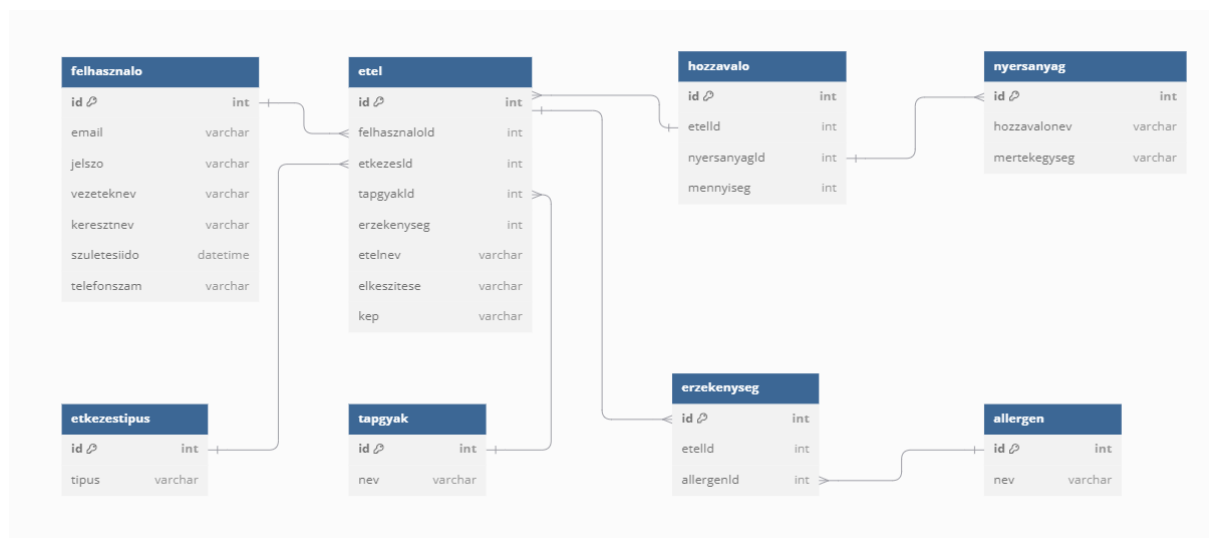 felhasznalo
id int
email varchar
jelszo varchar
vezeteknev varchar
keresztnev varchar
szuletesiido datetime
telefonszam varchar
etel
id int
felhasznaloId int
etkezesId int
tapgyakId int
erzekenyseg int
etelnev varchar
elkeszitese varchar
kep varchar
hozzavalo
id int
etelId int
nyersanyagId int
mennyiseg int
nyersanyag
id int
hozzavalonev varchar
mertekegyseg varchar
etkezestipus
id int
tipus varchar
tapgyak
id int
nev varchar
erzekenyseg
id int
etelId int
allergenId int
allergen
id int
nev varchar